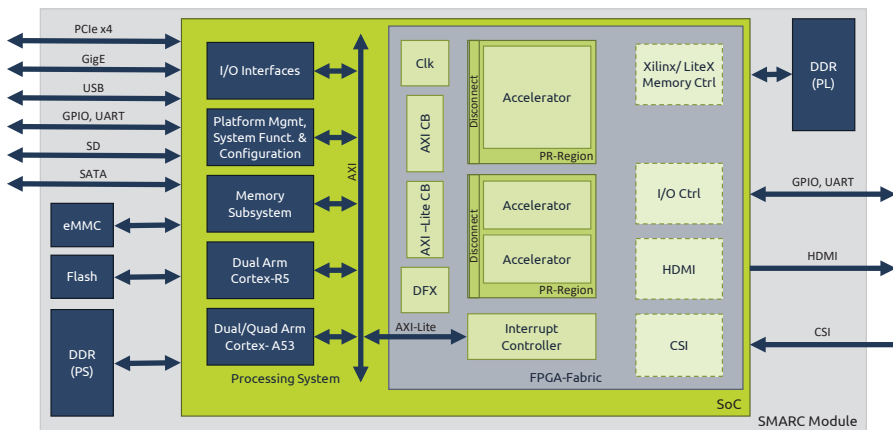 PCIe x4
GigE
USB
GPIO, UART
SD
SATA
eMMC
Flash
DDR
(PS)
I/O Interfaces
Platform Mgmt,
System Funct. &
Configuration
Memory
Subsystem
Dual Arm
Cortex-R5
Dual/Quad Arm
Cortex- A53
Processing System
AXI
AXI-Lite
Clk
AXI CB
AXI –Lite CB
DFX
Disconnect
Accelerator
PR-Region
Disconnect
Accelerator
Accelerator
PR-Region
Interrupt
Controller
FPGA-Fabric
Xilinx/ LiteX
Memory Ctrl
I/O Ctrl
HDMI
CSI
SoC
DDR
(PL)
GPIO, UART
HDMI
CSI
SMARC Module